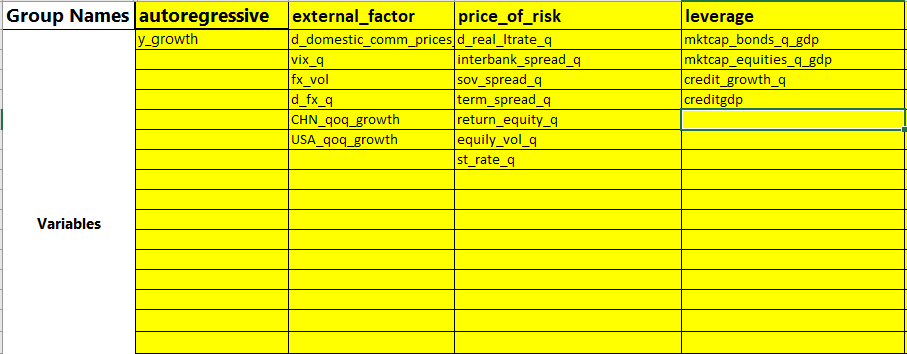 Group Names autoregressive external_factor price_of_risk leverage
y_growth d_domestic_comm_prices_ d_real_ltrate_q mktcap_bonds_q_gdp
vix_q interbank_spread_q mktcap_equities_q_gdp
fx_vol sov_spread_q credit_growth_q
d_fx_q term_spread_q creditgdp
CHN_qoq_growth return_equity_q
USA_qoq_growth equily_vol_q
st_rate_q
Variables